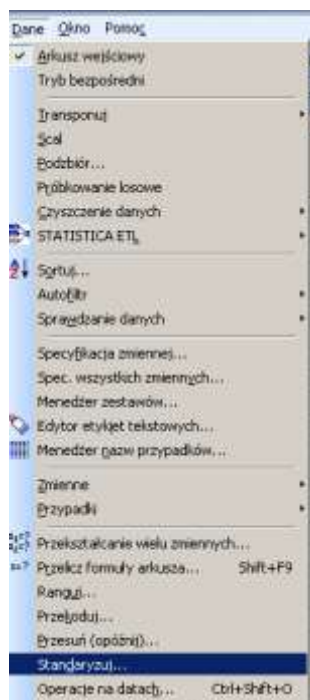 Dane Okno Pomoc
Arkusz wejściowy
Tryb bezpośredni
Transponuj
Scal
Podzbiór...
Próbkowanie losowe
Czyszczenie danych
STATISTICA ETL
Sortuj...
Autofiltr
Sprawdzanie danych
Specyfikacja zmiennej...
Spec. wszystkich zmiennych...
Menedżer zestawów...
Edytor etykiet tekstowych...
Menedżer nazw przypadków...
Zmienne
Przypadki
Przekształcanie wielu zmiennych...
Przelicz formuły arkusza... Shift+F9
Ranguj...
Przekoduj...
Przesuń (opóźnij)...
Standaryzuj...
Operacje na datach... Ctrl+Shift+O